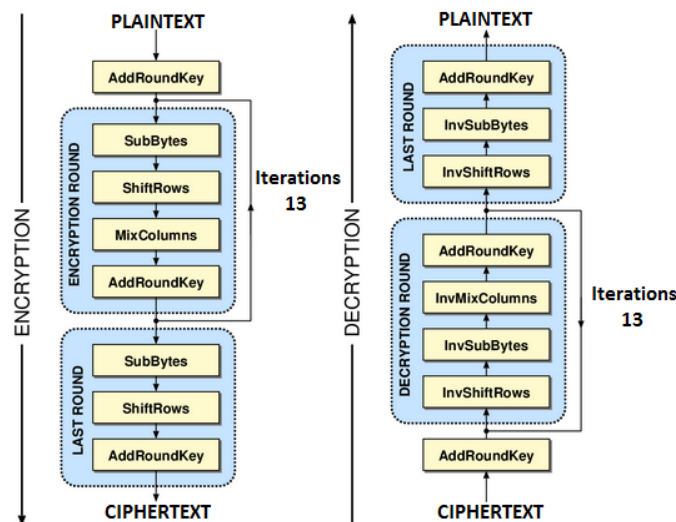 PLAINTEXT
AddRoundKey
SubBytes
ShiftRows
MixColumns
AddRoundKey
ENCRYPTION ROUND
Iterations
13
SubBytes
ShiftRows
AddRoundKey
LAST ROUND
CIPHERTEXT
ENCRYPTION
PLAINTEXT
AddRoundKey
InvSubBytes
InvShiftRows
LAST ROUND
AddRoundKey
InvMixColumns
InvSubBytes
InvShiftRows
DECRYPTION ROUND
Iterations
13
AddRoundKey
CIPHERTEXT
DECRYPTION